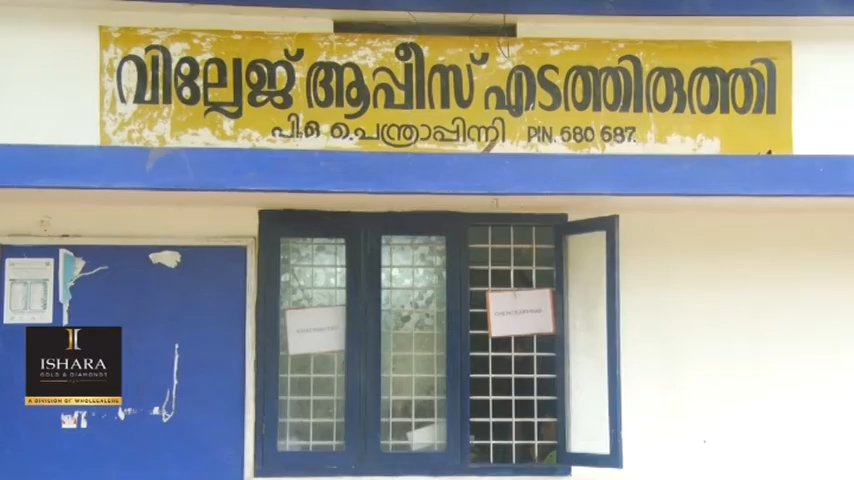 വില്ലേജ് ആപ്പീസ് എടത്തിരുത്തി
പി.ഒ ചെന്ത്രാപ്പിന്നി PIN. 680 687.
ISHARA
GOLD & DIAMONDS
A DIVISION OF WHOLESALERS